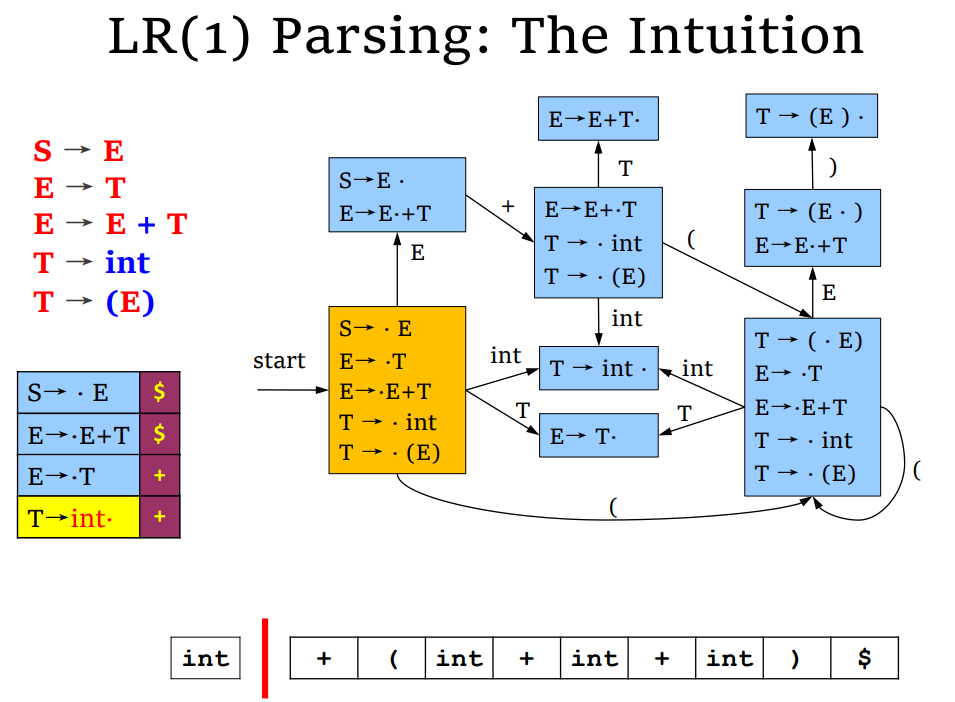 LR(1) Parsing: The Intuition
S → E
E → T
E → E + T
T → int
T → (E)
S→ · E $
E→·E+T $
E→·T +
T→int· +
start
S→ · E
E→ ·T
E→·E+T
T → · int
T → · (E)
E
S→E ·
E→E·+T
+
E→E+·T
T → · int
T → · (E)
T
E→E+T·
int
T → int ·
int
T
E→ T·
(
(
T → ( · E)
E→ ·T
E→·E+T
T → · int
T → · (E)
int
T
(
E
T → (E · )
E→E·+T
)
T → (E ) ·
int + ( int + int + int ) $